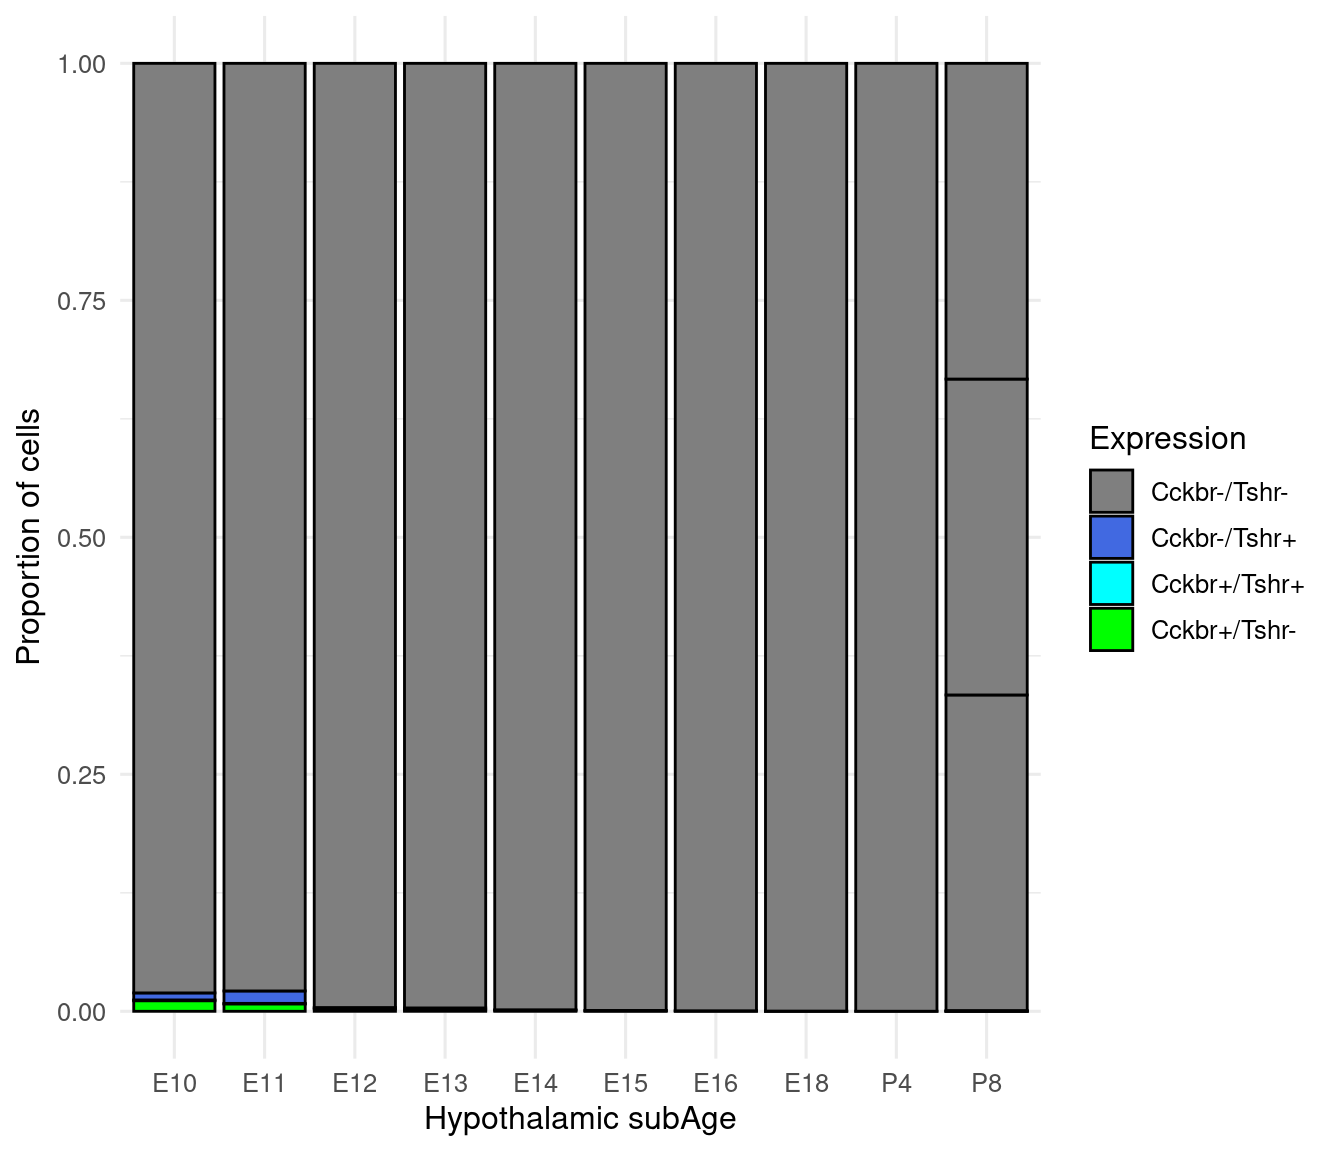 1.00
0.75
0.50
0.25
0.00
Proportion of cells
E10 E11 E12 E13 E14 E15 E16 E18 P4 P8
Hypothalamic subAge
Expression
Cckbr-/Tshr-
Cckbr-/Tshr+
Cckbr+/Tshr+
Cckbr+/Tshr-